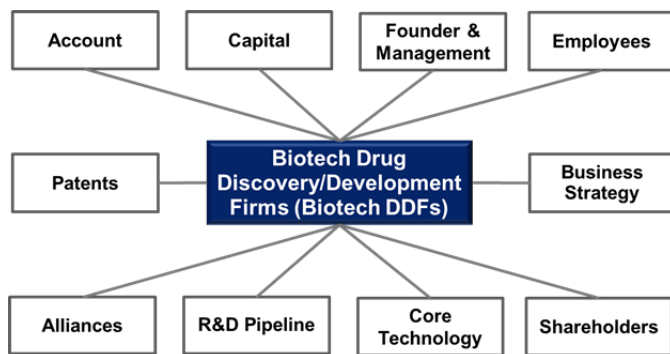 Account
Capital
Founder &
Management
Employees
Patents
Biotech Drug
Discovery/Development
Firms (Biotech DDFs)
Business
Strategy
Alliances
R&D Pipeline
Core
Technology
Shareholders